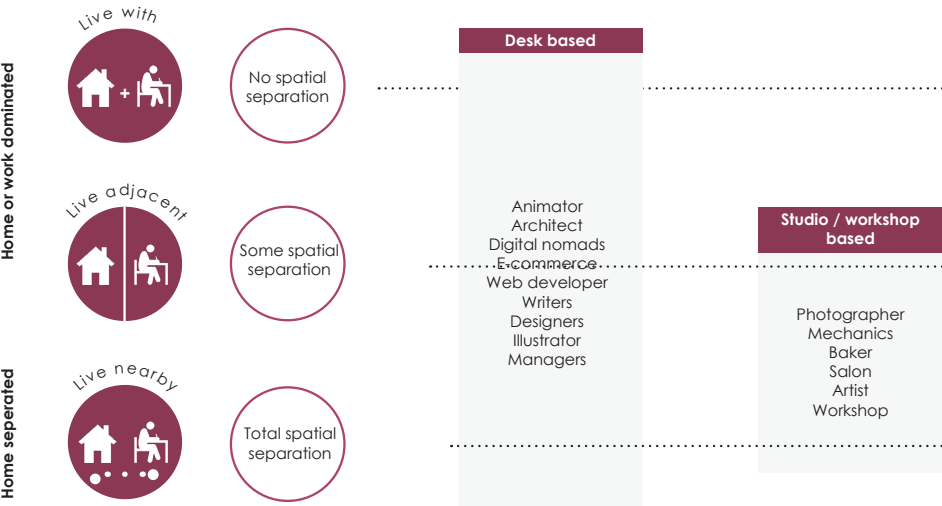 Home or work dominated
Live with
+
No spatial
separation
Live adjacent
Some spatial
separation
Home seperated
Live nearby
Total spatial
separation
Desk based
Animator
Architect
Digital nomads
E-commerce
Web developer
Writers
Designers
Illustrator
Managers
Studio / workshop
based
Photographer
Mechanics
Baker
Salon
Artist
Workshop